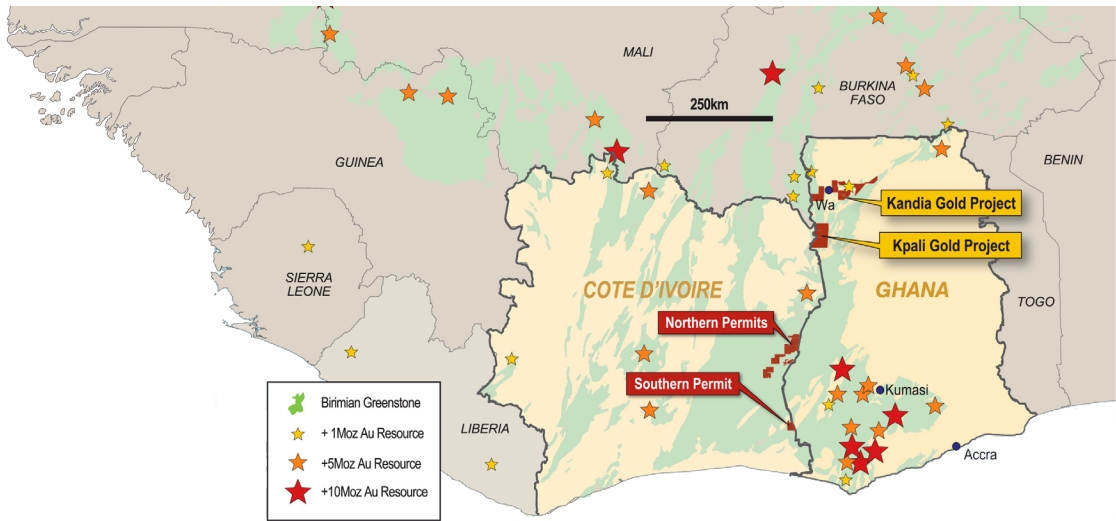 MALI
BURKINA
FASO
250km
GUINEA
BENIN
Wa
Kandia Gold Project
Kpali Gold Project
SIERRA
LEONE
COTE D'IVOIRE
GHANA
TOGO
Northern Permits
Southern Permit
Kumasi
Birimian Greenstone
+ 1Moz Au Resource
LIBERIA
+5Moz Au Resource
Accra
+10Moz Au Resource